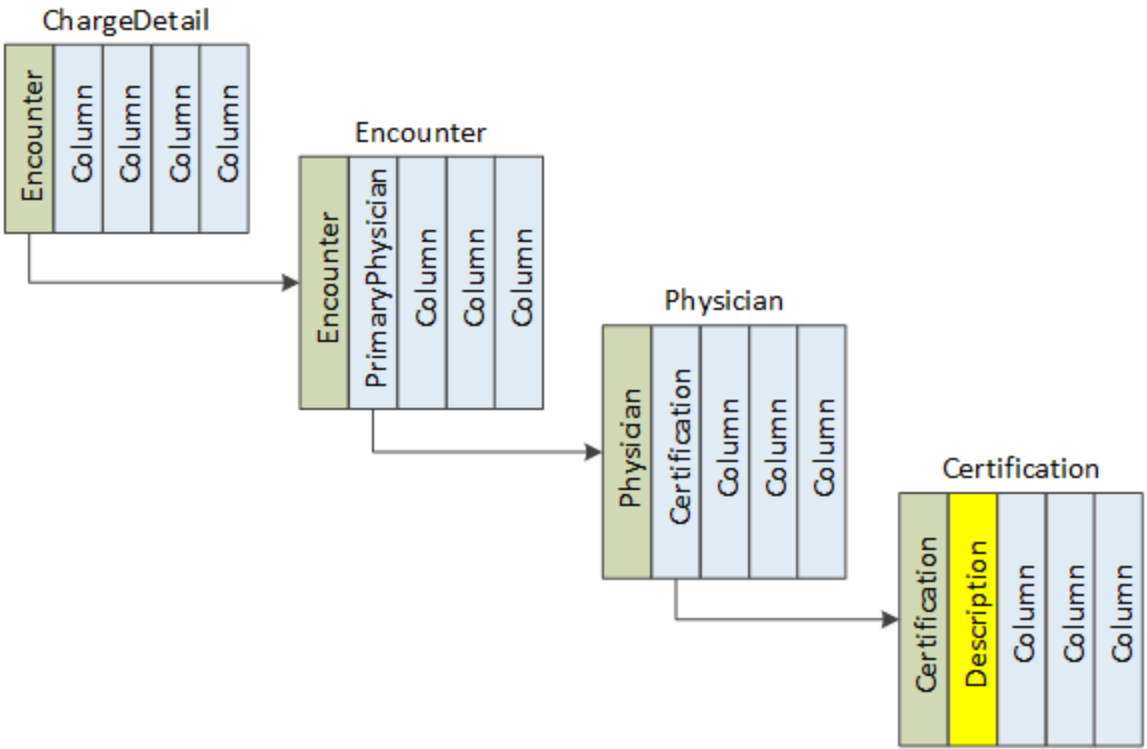 ChargeDetail
Encounter
Column
Column
Column
Column
Encounter
Encounter
PrimaryPhysician
Column
Column
Column
Physician
Physician
Certification
Column
Column
Column
Certification
Certification
Description
Column
Column
Column